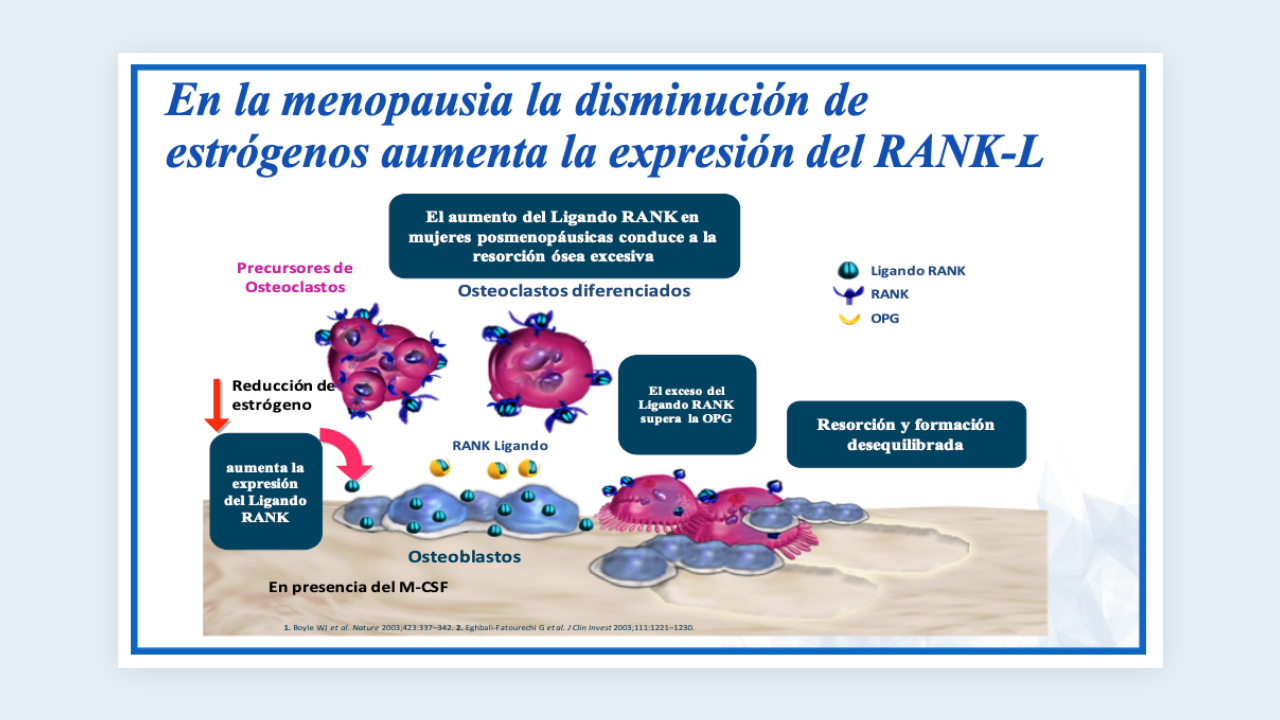 En la menopausia la disminución de
estrógenos aumenta la expresión del RANK-L
El aumento del Ligando RANK en
mujeres posmenopáusicas conduce a la
resorción ósea excesiva
Precursores de
Osteoclastos
Osteoclastos diferenciados
Ligando RANK
RANK
OPG
Reducción de
estrógeno
El exceso del
Ligando RANK
supera la OPG
Resorción y formación
desequilibrada
RANK Ligando
aumenta la
expresión
del Ligando
RANK
Osteoblastos
En presencia del M-CSF
1. Boyle WJ et al. Nature 2003;423:337–342. 2. Eghbali-Fatourechi G et al. J Clin Invest 2003;111:1221–1230.